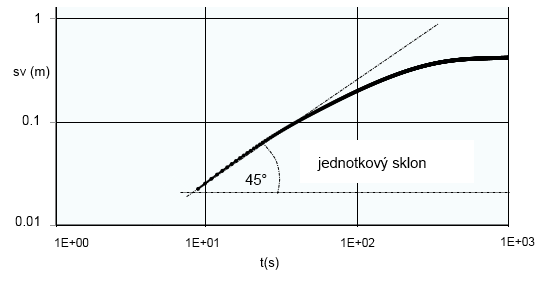 1
sv (m)
0.1
jednotkový sklon
45°
0.01
1E+00 1E+01 1E+02 1E+03
t(s)